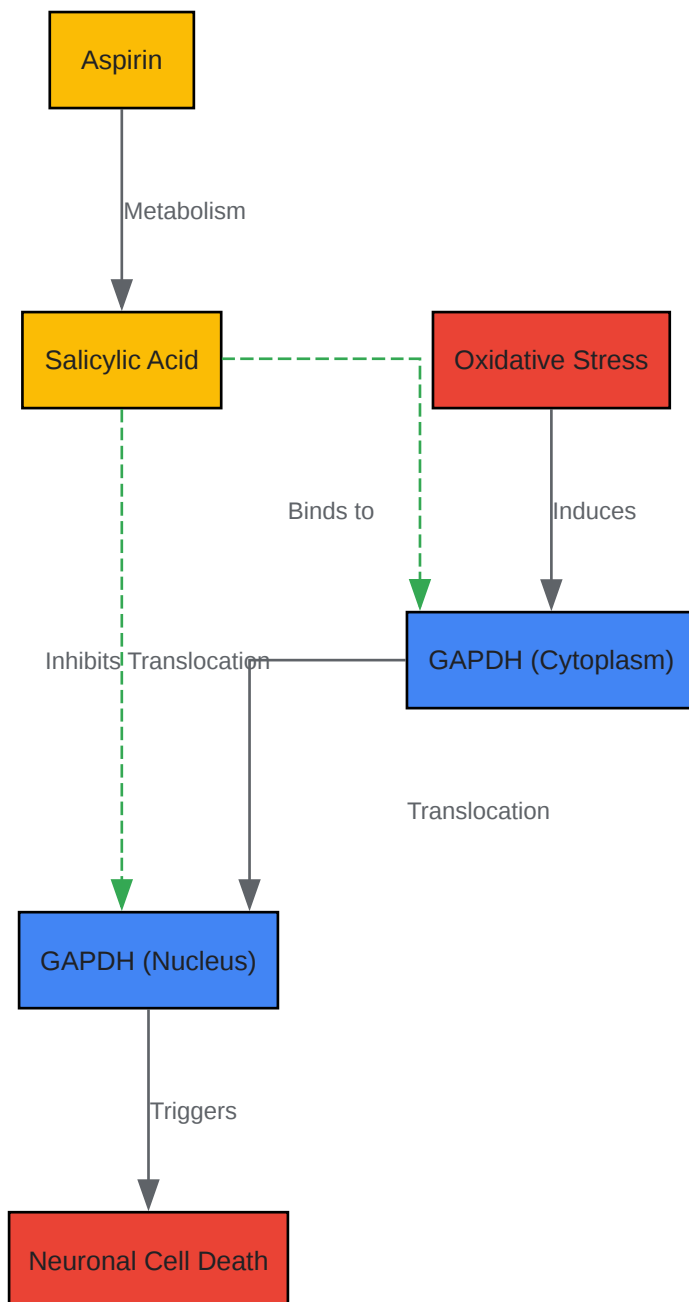 Aspirin
Metabolism
Salicylic Acid
Oxidative Stress
Binds to
Induces
Inhibits Translocation
GAPDH (Cytoplasm)
Translocation
GAPDH (Nucleus)
Triggers
Neuronal Cell Death